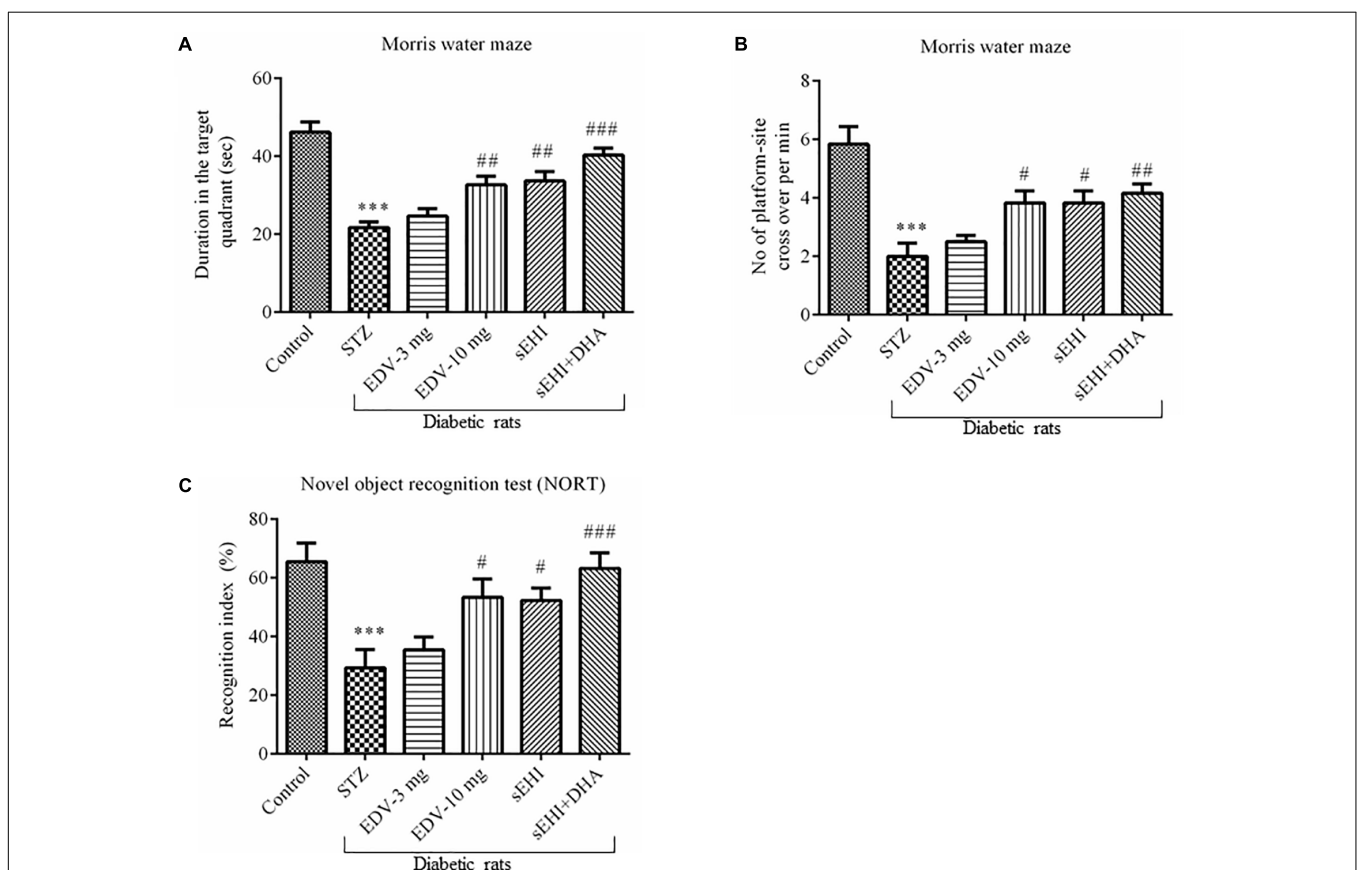 A
Morris water maze
Duration in the target
quadrant (sec)
60
40
20
0
***
##
##
###
Control
STZ
EDV-3 mg
EDV-10 mg
sEHI
sEHI+DHA
Diabetic rats
B
Morris water maze
No of platform-site
cross over per min
8
6
4
2
0
***
#
#
##
Control
STZ
EDV-3 mg
EDV-10 mg
sEHI
sEHI+DHA
Diabetic rats
C
Novel object recognition test (NORT)
Recognition index (%)
80
60
40
20
0
***
#
#
###
Control
STZ
EDV-3 mg
EDV-10 mg
sEHI
sEHI+DHA
Diabetic rats